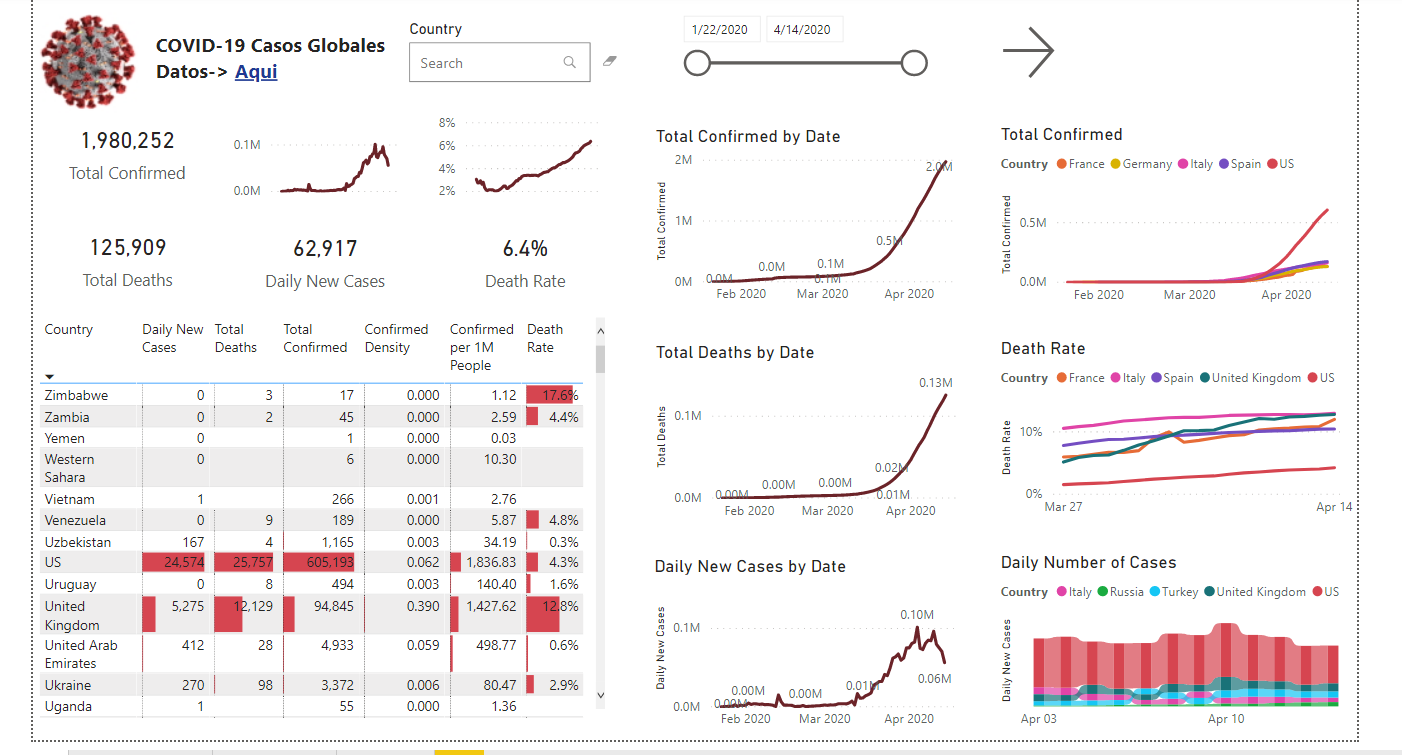 COVID-19 Casos Globales
Datos-> Aqui
Country
Search
1/22/2020 4/14/2020
1,980,252
Total Confirmed
0.1M
0.0M
8%
6%
4%
2%
125,909
Total Deaths
62,917
Daily New Cases
6.4%
Death Rate
Country Daily New Cases Total Deaths Total Confirmed Confirmed Density Confirmed per 1M People Death Rate
Zimbabwe 0 3 17 0.000 1.12 17.6%
Zambia 0 2 45 0.000 2.59 4.4%
Yemen 0 1 0.000 0.03
Western Sahara 0 6 0.000 10.30
Vietnam 1 266 0.001 2.76
Venezuela 0 9 189 0.000 5.87 4.8%
Uzbekistan 167 4 1,165 0.003 34.19 0.3%
US 24,574 25,757 605,193 0.062 1,836.83 4.3%
Uruguay 0 8 494 0.003 140.40 1.6%
United Kingdom 5,275 12,129 94,845 0.390 1,427.62 12.8%
United Arab Emirates 412 28 4,933 0.059 498.77 0.6%
Ukraine 270 98 3,372 0.006 80.47 2.9%
Uganda 1 55 0.000 1.36
Total Confirmed by Date
Total Confirmed
2M
1M
0M
0.0M 0.0M 0.1M 0.1M 0.5M 2.0M
Feb 2020 Mar 2020 Apr 2020
Total Deaths by Date
Total Deaths
0.1M
0.0M
0.00M 0.00M 0.00M 0.01M 0.02M 0.13M
Feb 2020 Mar 2020 Apr 2020
Daily New Cases by Date
Daily New Cases
0.1M
0.0M
0.00M 0.00M 0.00M 0.01M 0.10M 0.06M
Feb 2020 Mar 2020 Apr 2020
Total Confirmed
Country France Germany Italy Spain US
Total Confirmed
0.5M
0.0M
Feb 2020 Mar 2020 Apr 2020
Death Rate
Country France Italy Spain United Kingdom US
Death Rate
10%
0%
Mar 27 Apr 14
Daily Number of Cases
Country Italy Russia Turkey United Kingdom US
Daily New Cases
Apr 03 Apr 10